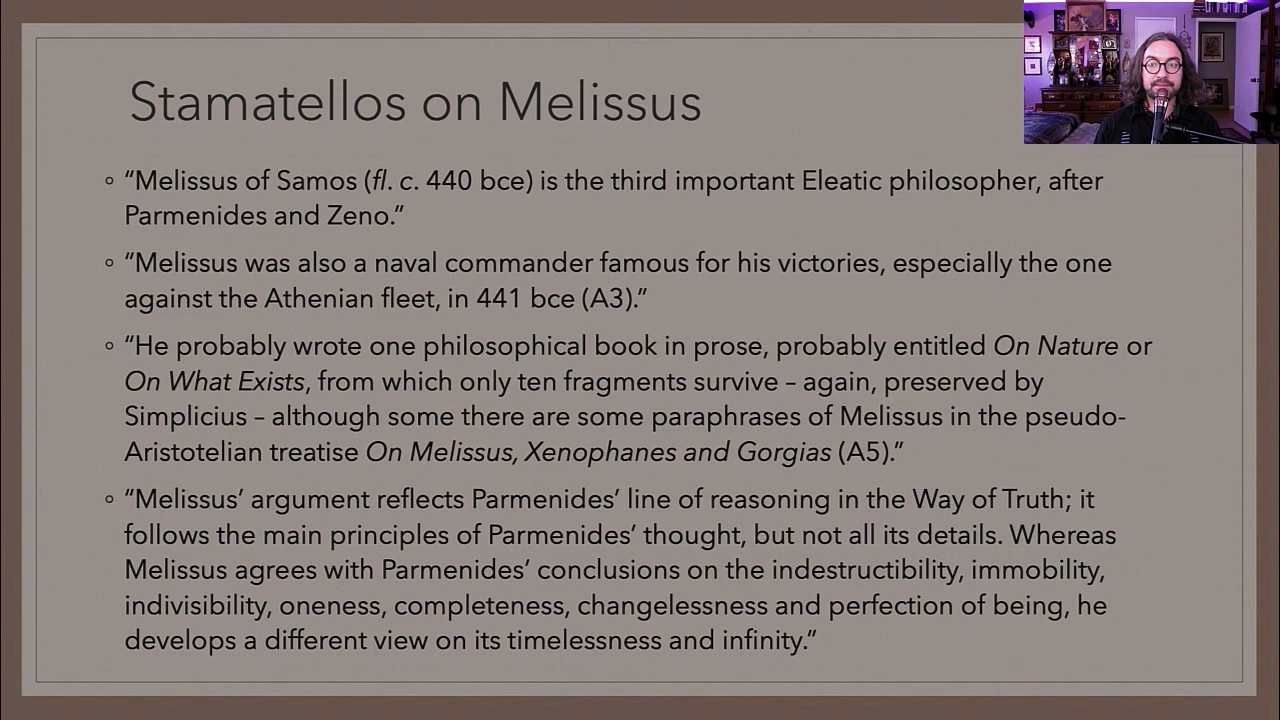 Stamatellos on Melissus
◦ “Melissus of Samos (fl. c. 440 bce) is the third important Eleatic philosopher, after
Parmenides and Zeno.”
◦ “Melissus was also a naval commander famous for his victories, especially the one
against the Athenian fleet, in 441 bce (A3).”
◦ “He probably wrote one philosophical book in prose, probably entitled On Nature or
On What Exists, from which only ten fragments survive – again, preserved by
Simplicius – although some there are some paraphrases of Melissus in the pseudo-
Aristotelian treatise On Melissus, Xenophanes and Gorgias (A5).”
◦ “Melissus’ argument reflects Parmenides’ line of reasoning in the Way of Truth; it
follows the main principles of Parmenides’ thought, but not all its details. Whereas
Melissus agrees with Parmenides’ conclusions on the indestructibility, immobility,
indivisibility, oneness, completeness, changelessness and perfection of being, he
develops a different view on its timelessness and infinity.”